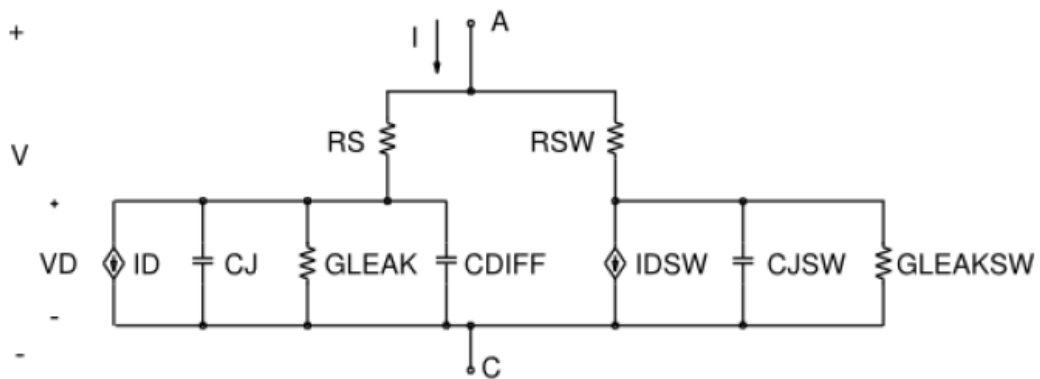 +
I
A
RS
RSW
V
+
VD
ID
CJ
GLEAK
CDIFF
IDSW
CJSW
GLEAKSW
-
-
C